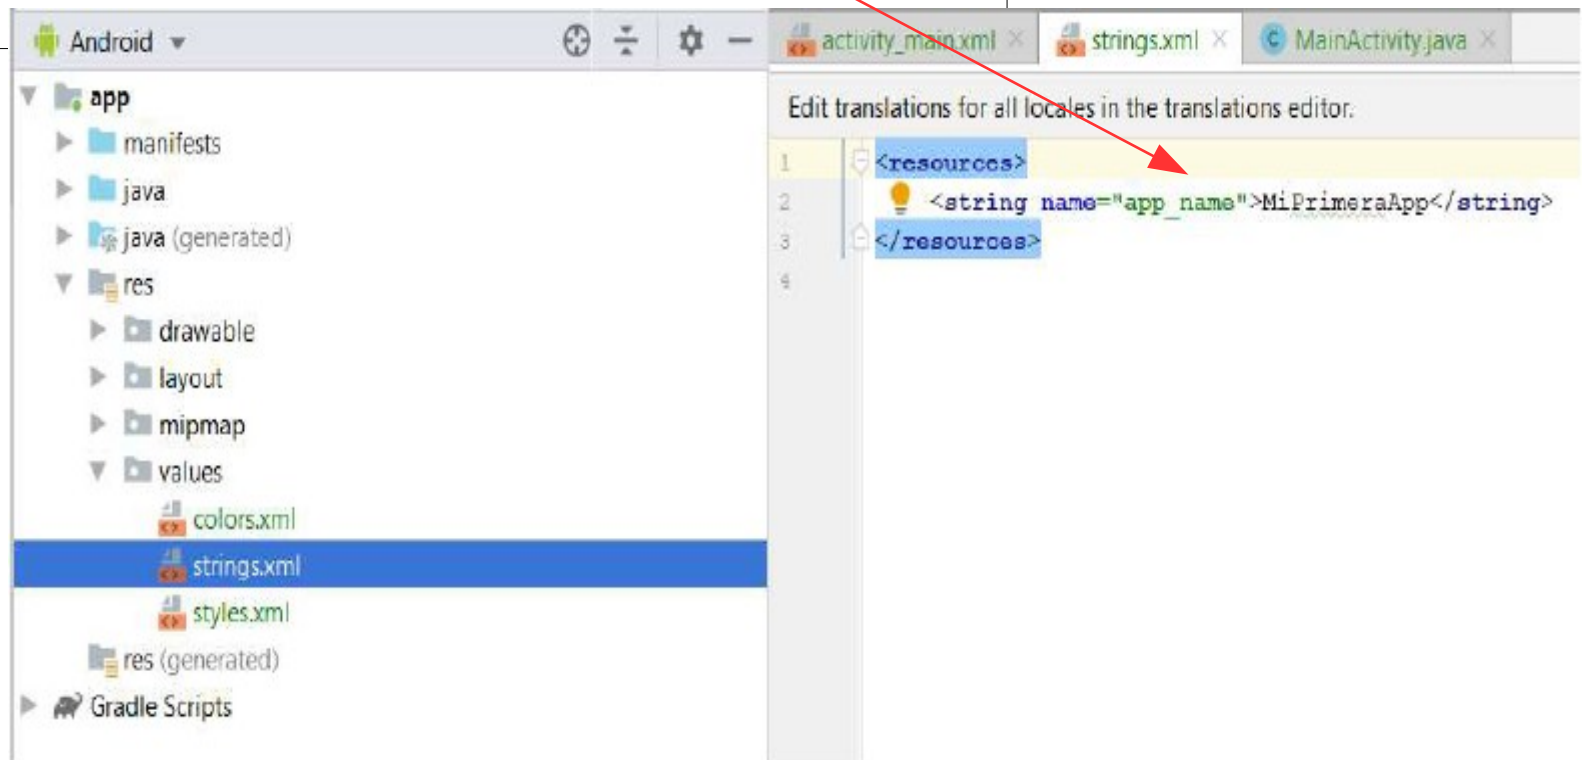 Android
app
manifests
java
java (generated)
res
drawable
layout
mipmap
values
colors.xml
strings.xml
styles.xml
res (generated)
Gradle Scripts
activity_main.xml
strings.xml
MainActivity.java
Edit translations for all locales in the translations editor.
1 <resources>
2 <string name="app_name">MiPrimeraApp</string>
3 </resources>
4